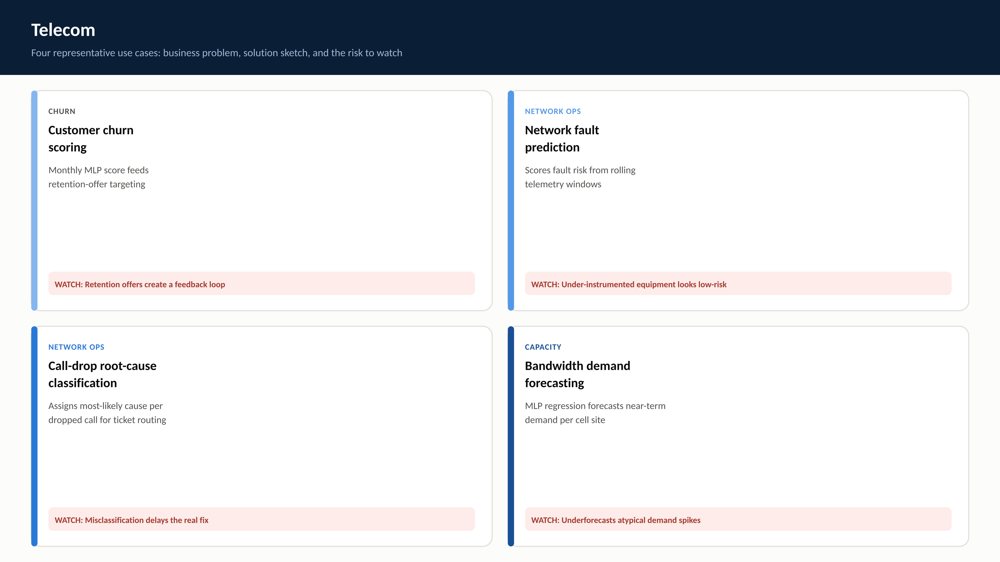 Telecom
Four representative use cases: business problem, solution sketch, and the risk to watch
CHURN
Customer churn
scoring
Monthly MLP score feeds
retention-offer targeting
WATCH: Retention offers create a feedback loop
NETWORK OPS
Network fault
prediction
Scores fault risk from rolling
telemetry windows
WATCH: Under-instrumented equipment looks low-risk
NETWORK OPS
Call-drop root-cause
classification
Assigns most-likely cause per
dropped call for ticket routing
WATCH: Misclassification delays the real fix
CAPACITY
Bandwidth demand
forecasting
MLP regression forecasts near-term
demand per cell site
WATCH: Underforecasts atypical demand spikes